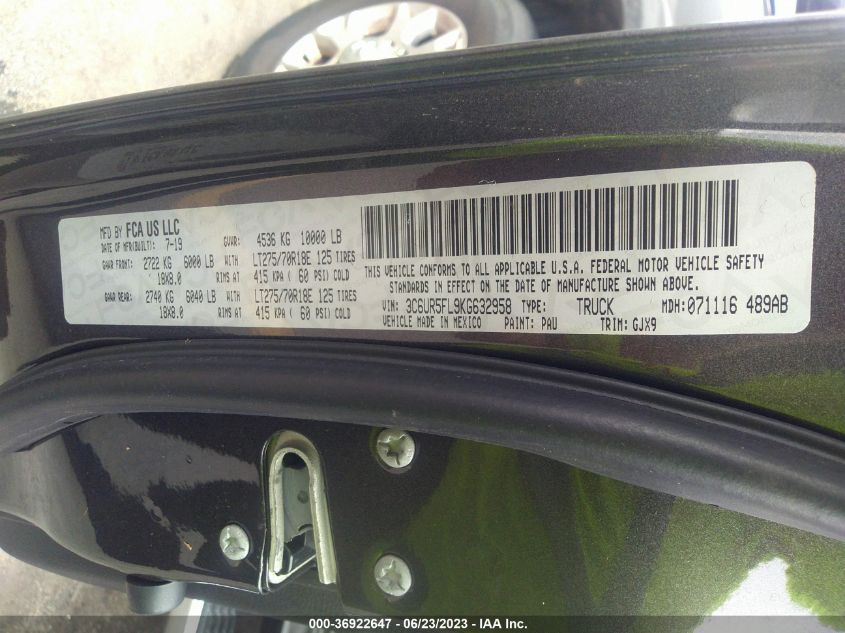 MFD BY FCA US LLC
DATE OF MFR(BUILT): 7-19 GVWR: 4536 KG 10000 LB
GAWR FRONT: 2722 KG 6000 LB WITH LT275/70R18E 125 TIRES
18X8.0 RIMS AT 415 KPA ( 60 PSI) COLD
GAWR REAR: 2740 KG 6040 LB WITH LT275/70R18E 125 TIRES
18X8.0 RIMS AT 415 KPA ( 60 PSI) COLD
THIS VEHICLE CONFORMS TO ALL APPLICABLE U.S.A. FEDERAL MOTOR VEHICLE SAFETY
STANDARDS IN EFFECT ON THE DATE OF MANUFACTURE SHOWN ABOVE.
VIN: 3C6UR5FL9KG632958 TYPE: TRUCK MDH: 071116 489AB
VEHICLE MADE IN MEXICO PAINT: PAU TRIM: GJX9
000-36922647 / 06/23/2023 - IAA Inc.